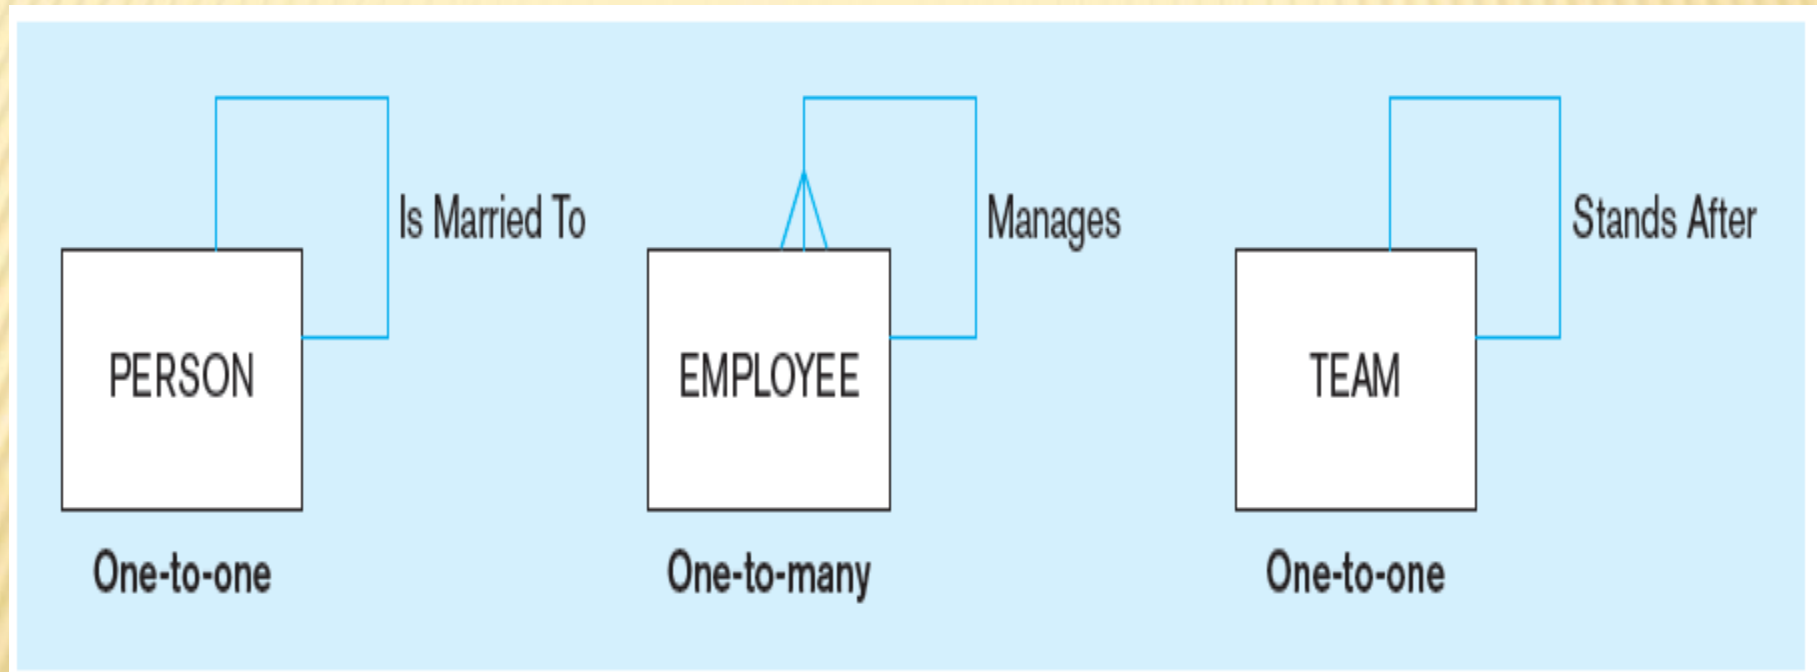 Is Married To
Manages
Stands After
PERSON
EMPLOYEE
TEAM
One-to-one
One-to-many
One-to-one